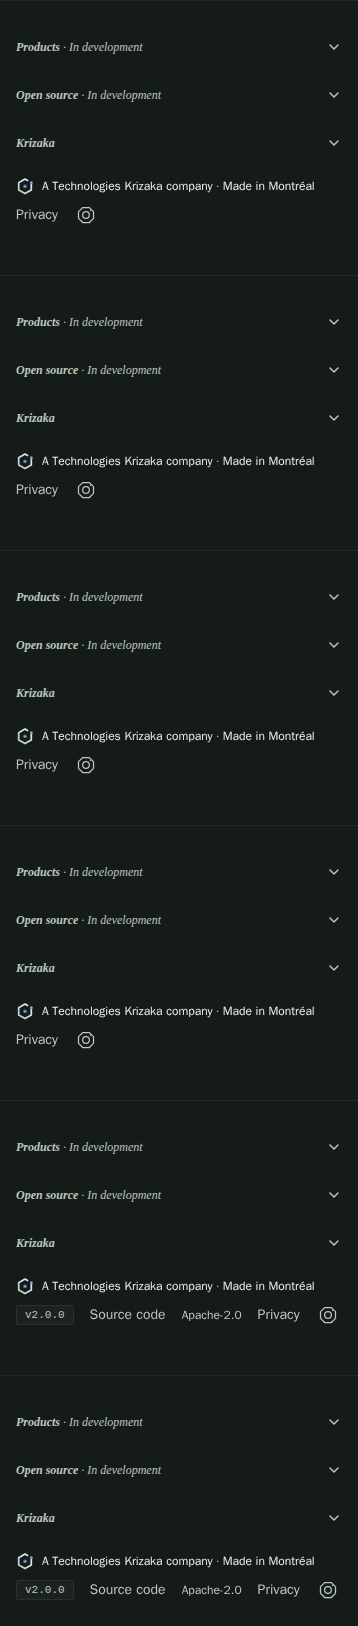 Products · In development
Open source · In development
Krizaka
A Technologies Krizaka company · Made in Montréal
Privacy
Products · In development
Open source · In development
Krizaka
A Technologies Krizaka company · Made in Montréal
Privacy
Products · In development
Open source · In development
Krizaka
A Technologies Krizaka company · Made in Montréal
Privacy
Products · In development
Open source · In development
Krizaka
A Technologies Krizaka company · Made in Montréal
Privacy
Products · In development
Open source · In development
Krizaka
A Technologies Krizaka company · Made in Montréal
v2.0.0 Source code Apache-2.0 Privacy
Products · In development
Open source · In development
Krizaka
A Technologies Krizaka company · Made in Montréal
v2.0.0 Source code Apache-2.0 Privacy